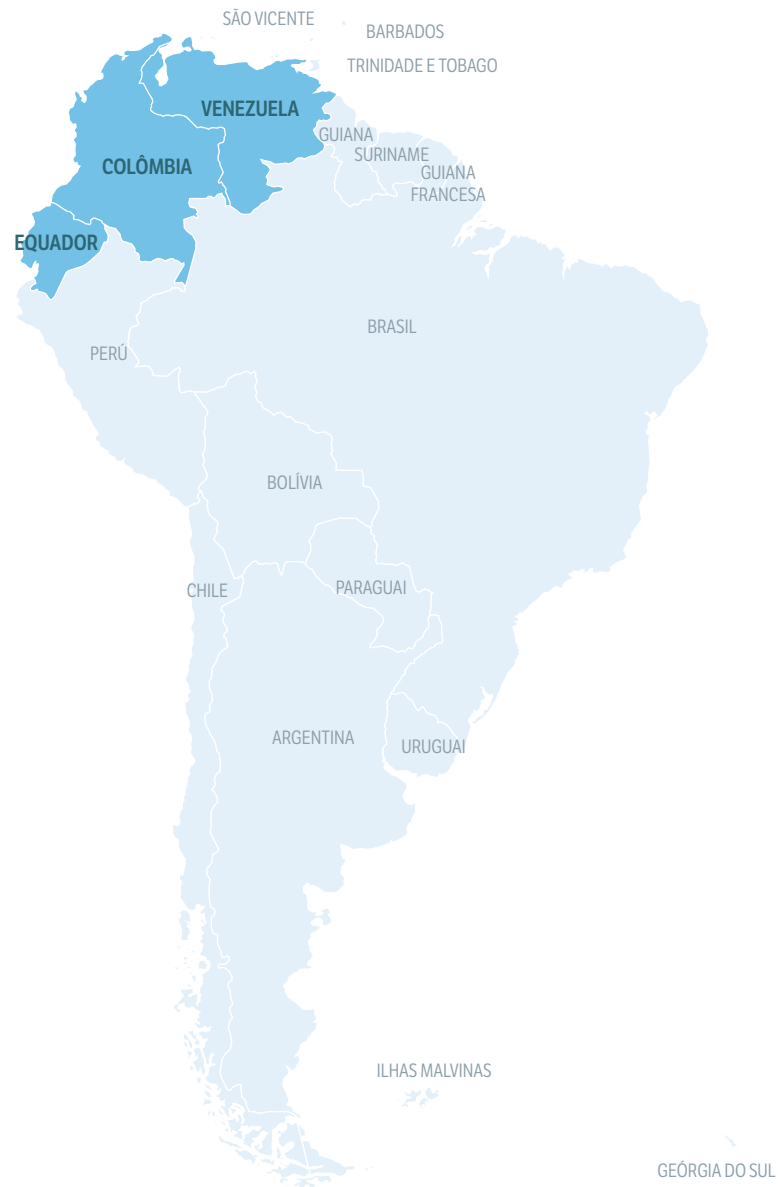 SÃO VICENTE
BARBADOS
TRINIDADE E TOBAGO
VENEZUELA
GUIANA
SURINAME
COLÔMBIA
GUIANA
FRANCESA
EQUADOR
BRASIL
PERÚ
BOLÍVIA
CHILE
PARAGUAI
ARGENTINA
URUGUAI
ILHAS MALVINAS
GEÓRGIA DO SUL